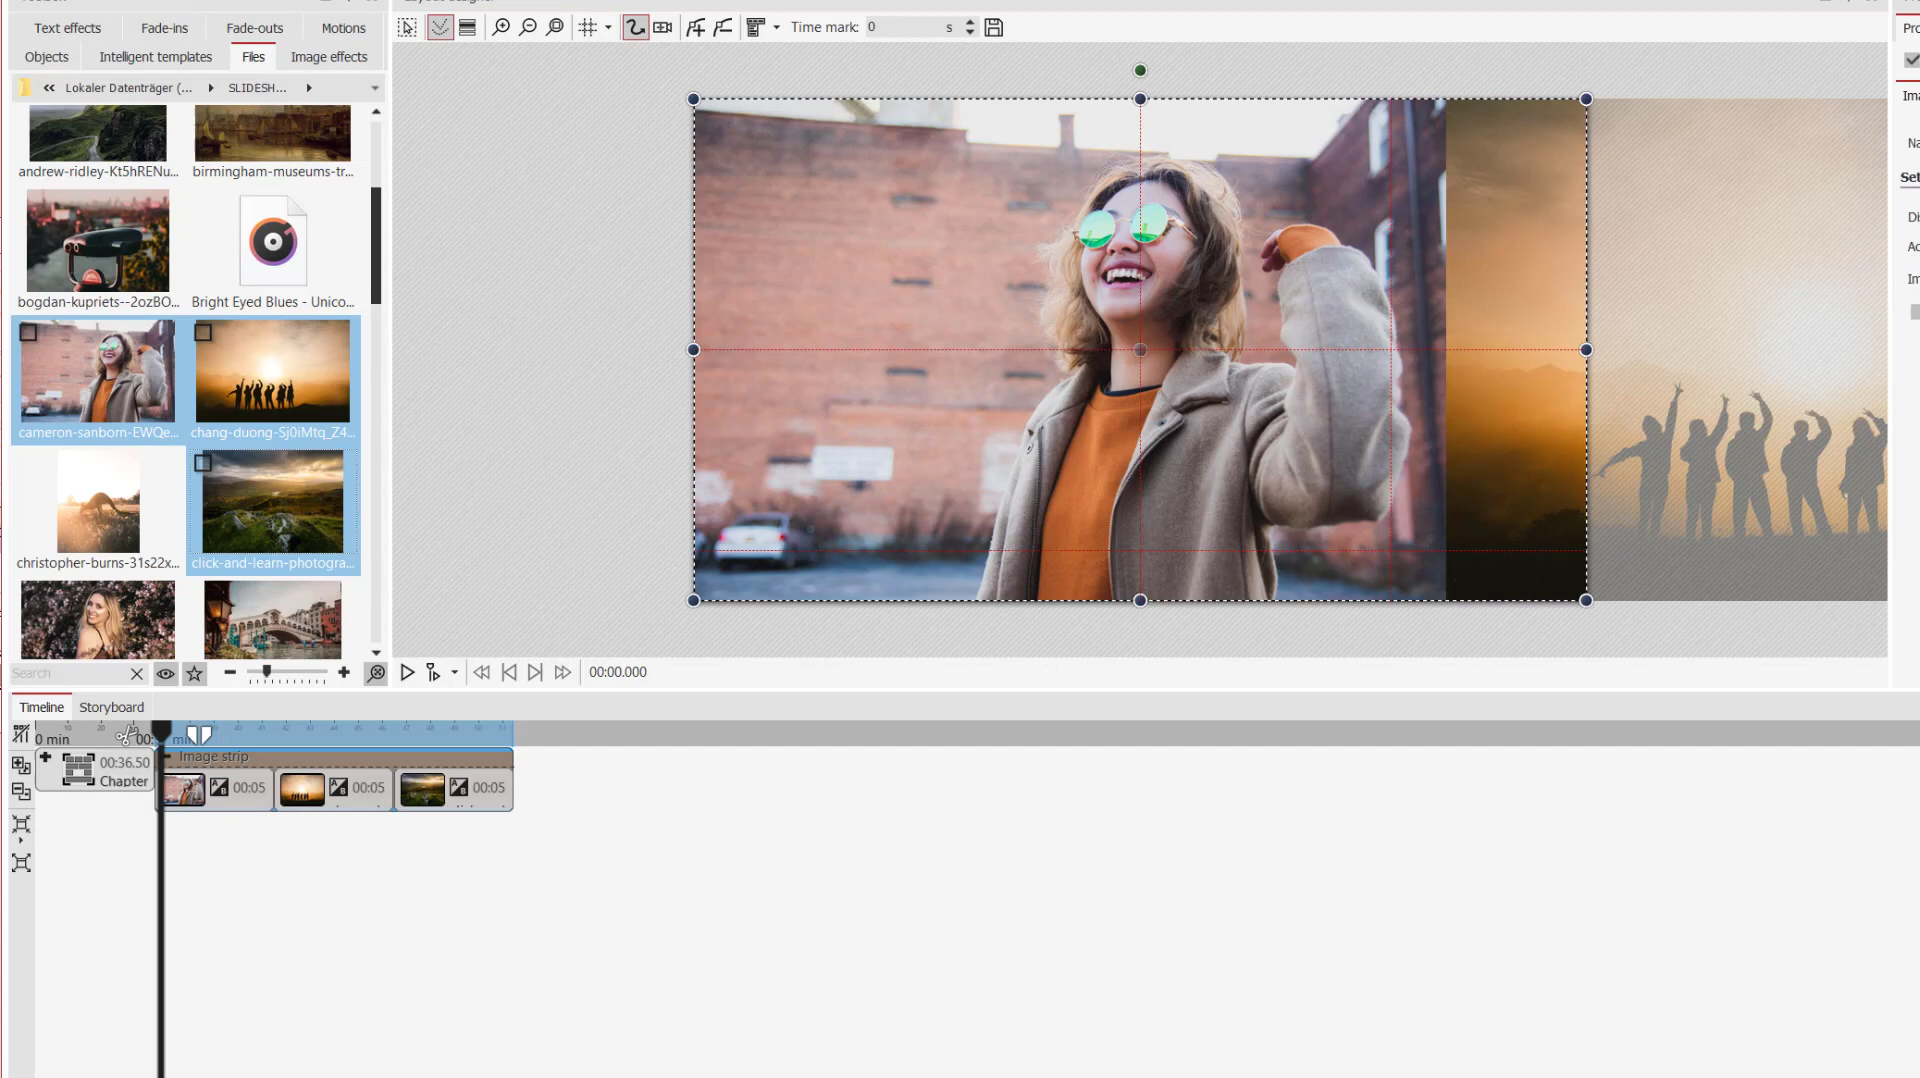 Text effects
Fade-ins
Fade-outs
Motions
Objects
Intelligent templates
Files
Image effects
Time mark: 0 s
Lokaler Datenträger (...
SLIDESH...
andrew-ridley-Kt5hRENu...
birmingham-museums-tr...
bogdan-kupriets--2ozBO...
Bright Eyed Blues - Unico...
cameron-sanborn-EWQe...
chang-duong-Sj0iMtq_Z4...
christopher-burns-31s22x...
click-and-learn-photogra...
Search
00:00.000
Timeline
Storyboard
0 min
00:
min
Image strip
00:36.50
Chapter
00:05
00:05
00:05
Set